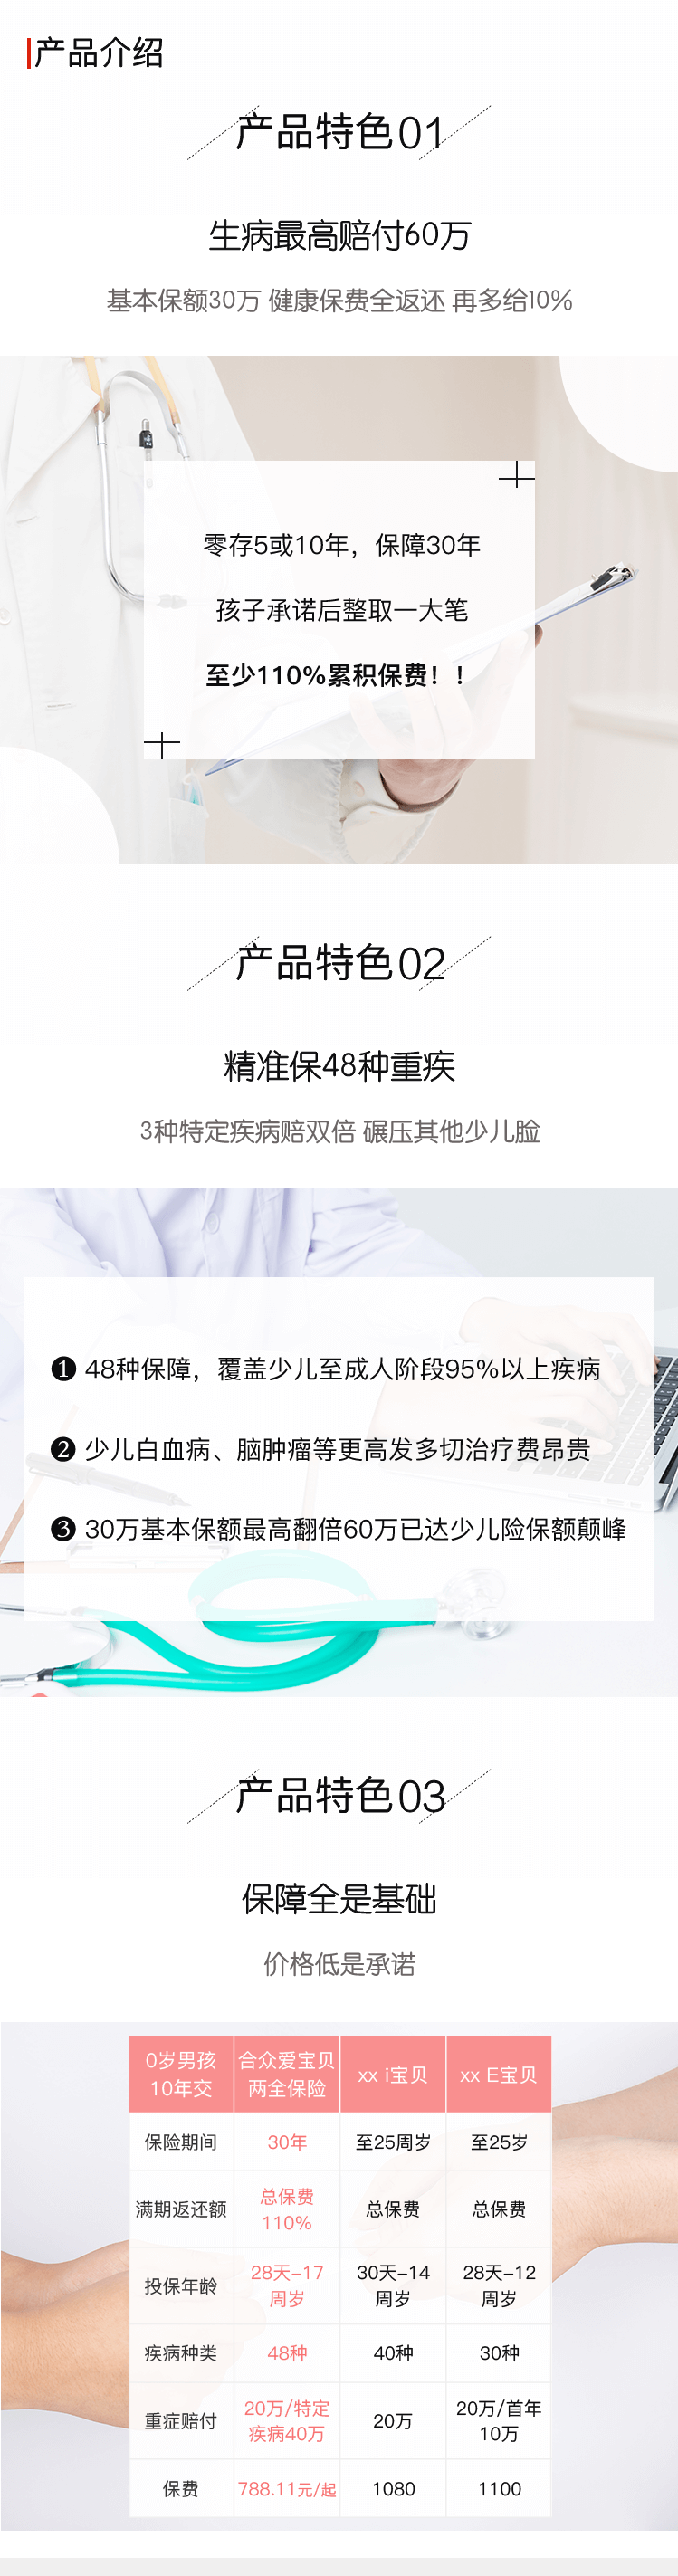 产品介绍
产品特色01
生病最高赔付60万
基本保额30万 健康保费全返还 再多给10%
零存5或10年，保障30年
孩子承诺后整取一大笔
至少110%累积保费！！
产品特色02
精准保48种重疾
3种特定疾病赔双倍 碾压其他少儿脸
❶ 48种保障，覆盖少儿至成人阶段95%以上疾病
❷ 少儿白血病、脑肿瘤等更高发多切治疗费昂贵
❸ 30万基本保额最高翻倍60万已达少儿险保额颠峰
产品特色03
保障全是基础
价格低是承诺
0岁男孩 10年交 合众爱宝贝 两全保险 xx i宝贝 xx E宝贝
保险期间 30年 至25周岁 至25岁
满期返还额 总保费 110% 总保费 总保费
投保年龄 28天-17 周岁 30天-14 周岁 28天-12 周岁
疾病种类 48种 40种 30种
重症赔付 20万/特定 疾病40万 20万 20万/首年 10万
保费 788.11元/起 1080 1100